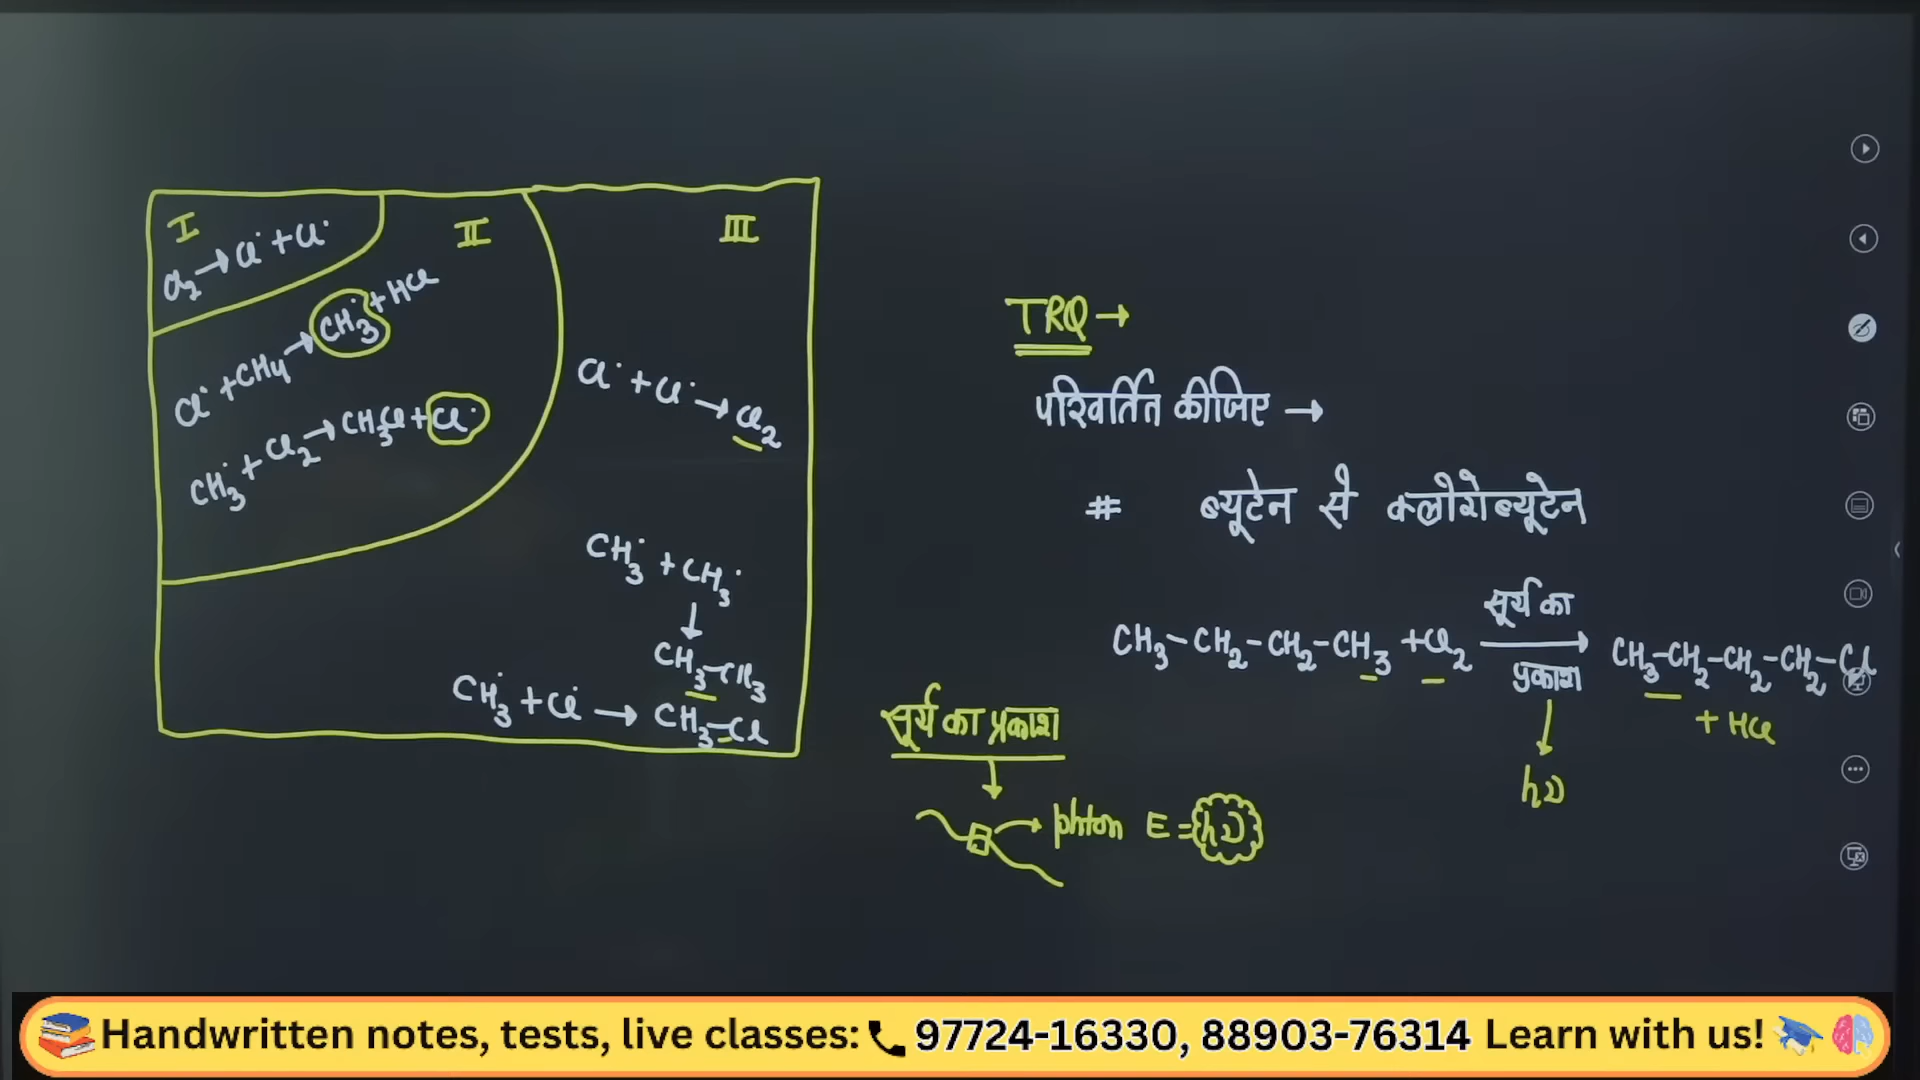 I
Cl₂ → Cl˙ + Cl˙
II
Cl˙ + CH₄ → CH₃˙ + HCl
CH₃˙ + Cl₂ → CH₃Cl + Cl˙
III
Cl˙ + Cl˙ → Cl₂
CH₃˙ + CH₃˙
↓
CH₃-CH₃
CH₃˙ + Cl˙ → CH₃-Cl
TRQ →
परिवर्तित कीजिए →
# ब्यूटेन से क्लोरोब्यूटेन
CH₃-CH₂-CH₂-CH₃ + Cl₂ सूर्य का प्रकाश → CH₃-CH₂-CH₂-CH₂-Cl
+ HCl
hν
सूर्य का प्रकाश
phton E = hν
Handwritten notes, tests, live classes: 97724-16330, 88903-76314 Learn with us!